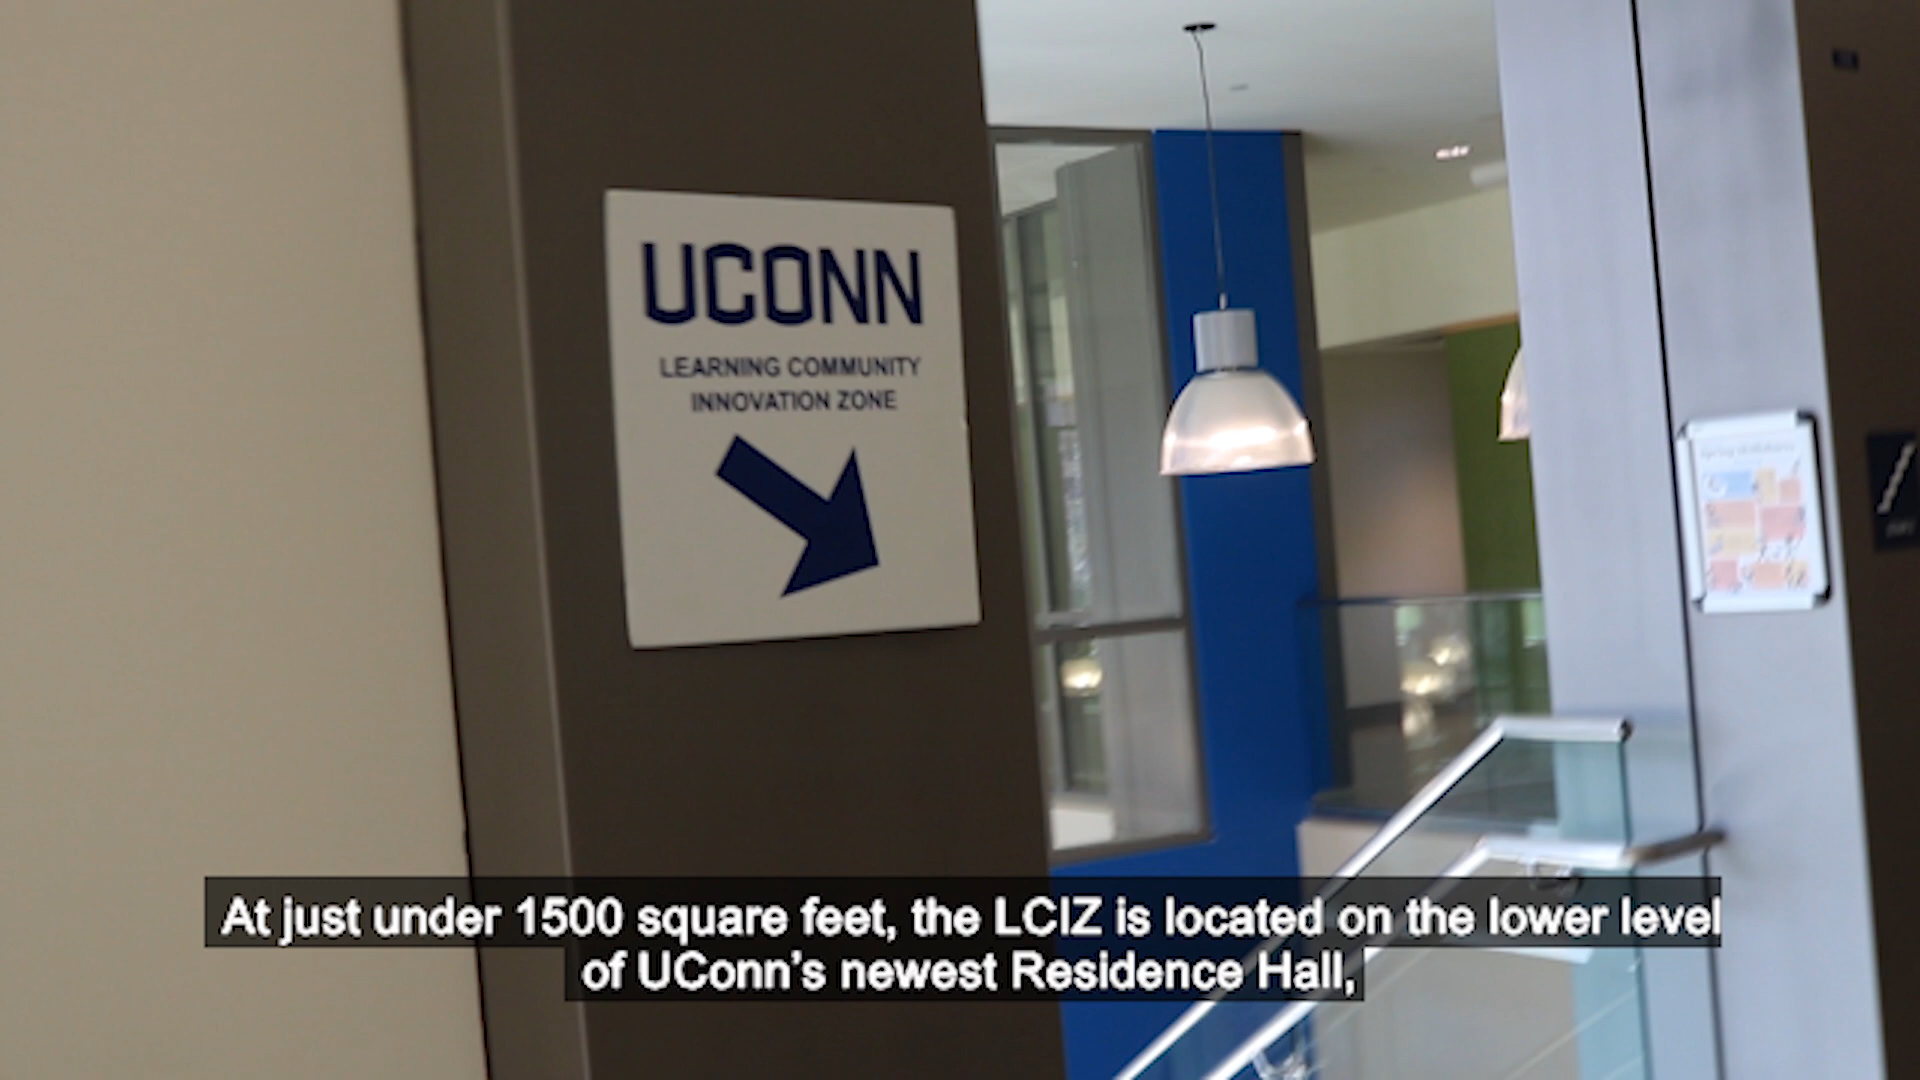 UCONN
LEARNING COMMUNITY
INNOVATION ZONE
At just under 1500 square feet, the LCIZ is located on the lower level
of UConn’s newest Residence Hall,